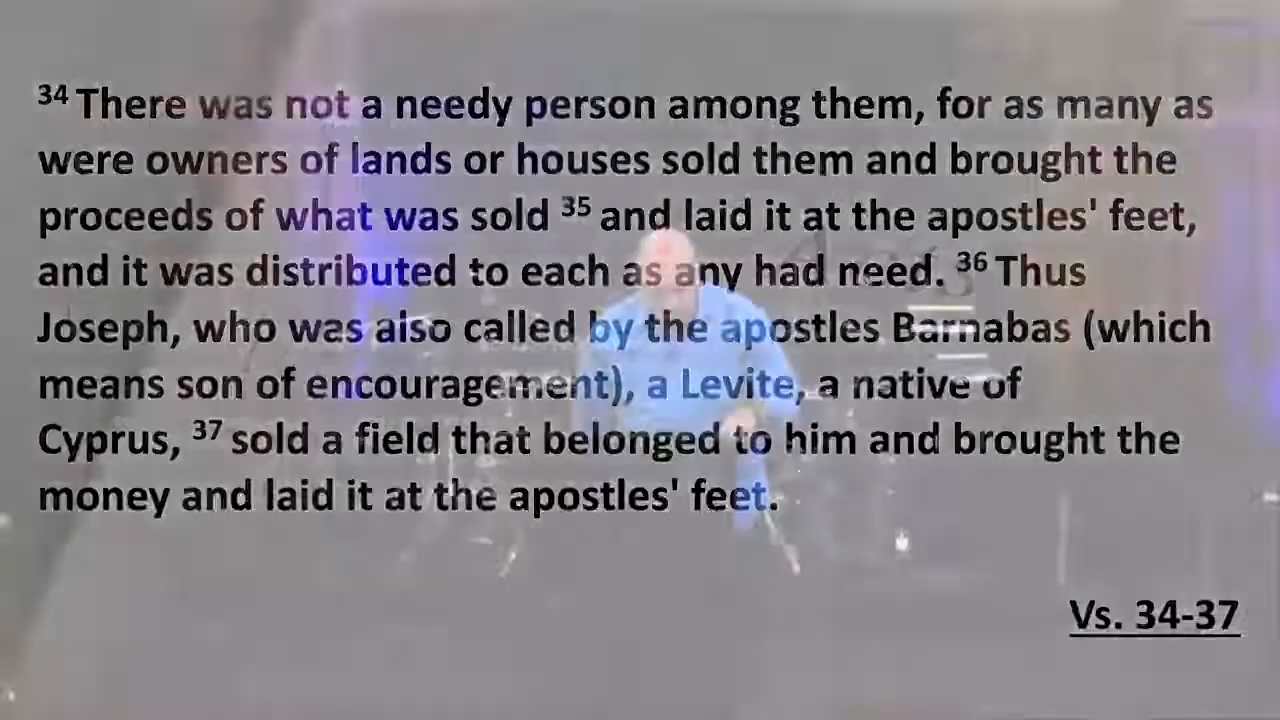 34 There was not a needy person among them, for as many as
were owners of lands or houses sold them and brought the
proceeds of what was sold 35 and laid it at the apostles' feet,
and it was distributed to each as any had need. 36 Thus
Joseph, who was also called by the apostles Barnabas (which
means son of encouragement), a Levite, a native of
Cyprus, 37 sold a field that belonged to him and brought the
money and laid it at the apostles' feet.
Vs. 34-37